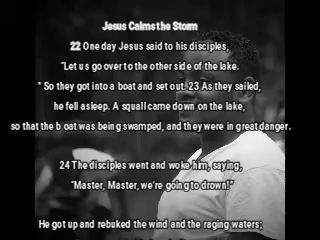 Jesus Calms the Storm
22 One day Jesus said to his disciples,
“Let us go over to the other side of the lake.
" So they got into a boat and set out. 23 As they sailed,
he fell asleep. A squall came down on the lake,
so that the b oat was being swamped, and they were in great danger.
24 The disciples went and woke him, saying,
“Master, Master, we’re going to drown!”
He got up and rebuked the wind and the raging waters;